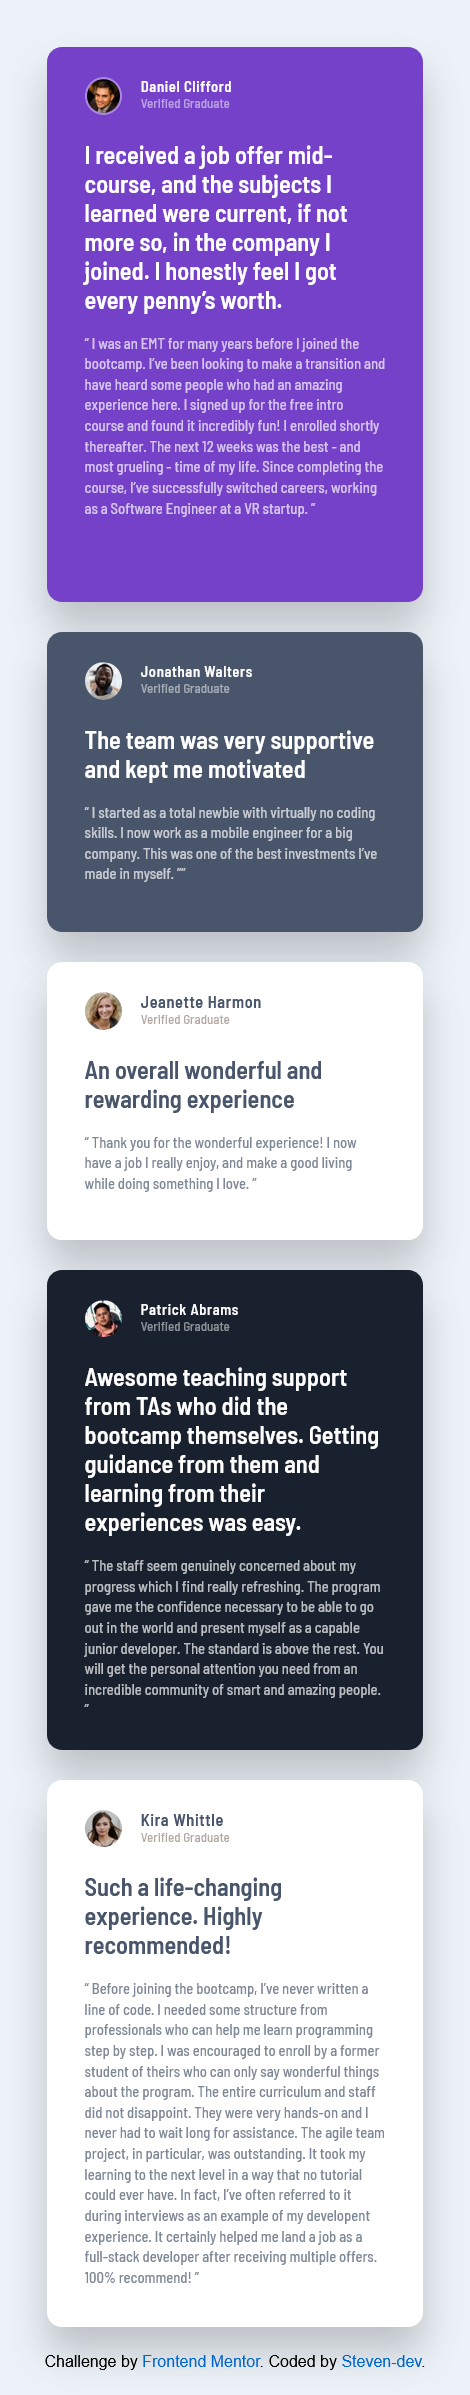 Daniel Clifford
Verified Graduate
I received a job offer mid-
course, and the subjects I
learned were current, if not
more so, in the company I
joined. I honestly feel I got
every penny’s worth.
“ I was an EMT for many years before I joined the
bootcamp. I’ve been looking to make a transition and
have heard some people who had an amazing
experience here. I signed up for the free intro
course and found it incredibly fun! I enrolled shortly
thereafter. The next 12 weeks was the best - and
most grueling - time of my life. Since completing the
course, I’ve successfully switched careers, working
as a Software Engineer at a VR startup. ”
Jonathan Walters
Verified Graduate
The team was very supportive
and kept me motivated
“ I started as a total newbie with virtually no coding
skills. I now work as a mobile engineer for a big
company. This was one of the best investments I’ve
made in myself. ””
Jeanette Harmon
Verified Graduate
An overall wonderful and
rewarding experience
“ Thank you for the wonderful experience! I now
have a job I really enjoy, and make a good living
while doing something I love. ”
Patrick Abrams
Verified Graduate
Awesome teaching support
from TAs who did the
bootcamp themselves. Getting
guidance from them and
learning from their
experiences was easy.
“ The staff seem genuinely concerned about my
progress which I find really refreshing. The program
gave me the confidence necessary to be able to go
out in the world and present myself as a capable
junior developer. The standard is above the rest. You
will get the personal attention you need from an
incredible community of smart and amazing people.
”
Kira Whittle
Verified Graduate
Such a life-changing
experience. Highly
recommended!
“ Before joining the bootcamp, I’ve never written a
line of code. I needed some structure from
professionals who can help me learn programming
step by step. I was encouraged to enroll by a former
student of theirs who can only say wonderful things
about the program. The entire curriculum and staff
did not disappoint. They were very hands-on and I
never had to wait long for assistance. The agile team
project, in particular, was outstanding. It took my
learning to the next level in a way that no tutorial
could ever have. In fact, I’ve often referred to it
during interviews as an example of my developent
experience. It certainly helped me land a job as a
full-stack developer after receiving multiple offers.
100% recommend! ”
Challenge by Frontend Mentor. Coded by Steven-dev.